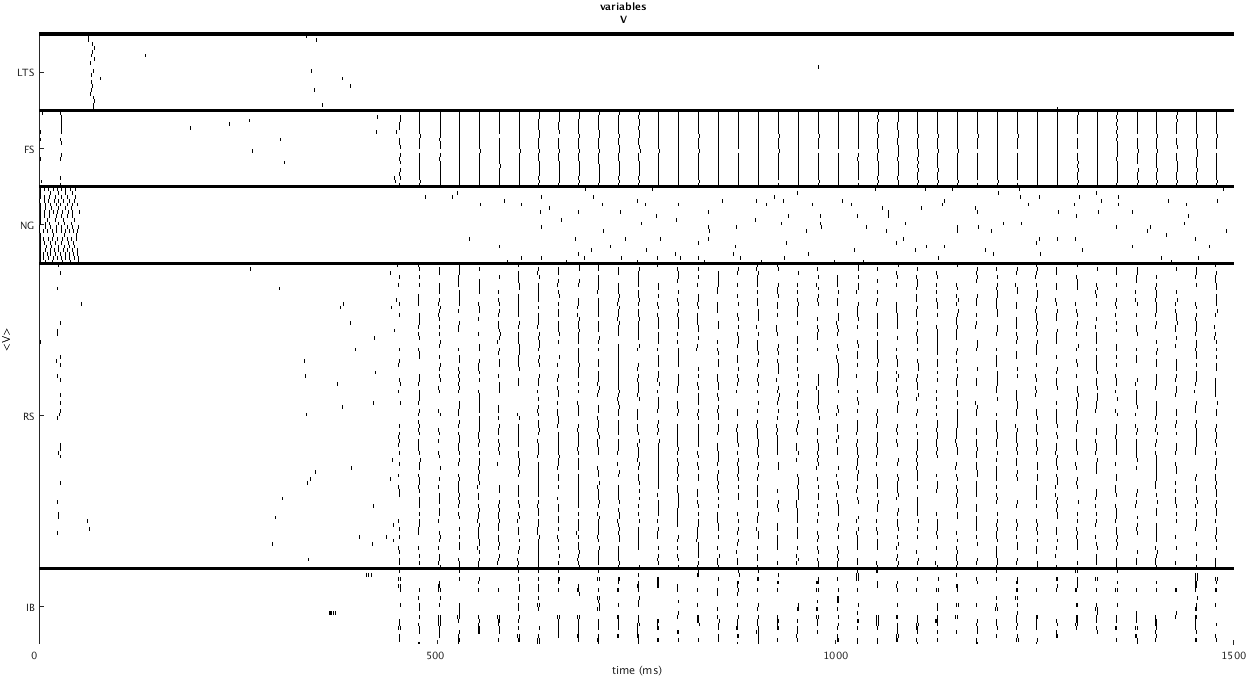 variables
V
LTS
FS
NG
<V>
RS
IB
0 500 1000 1500
time (ms)